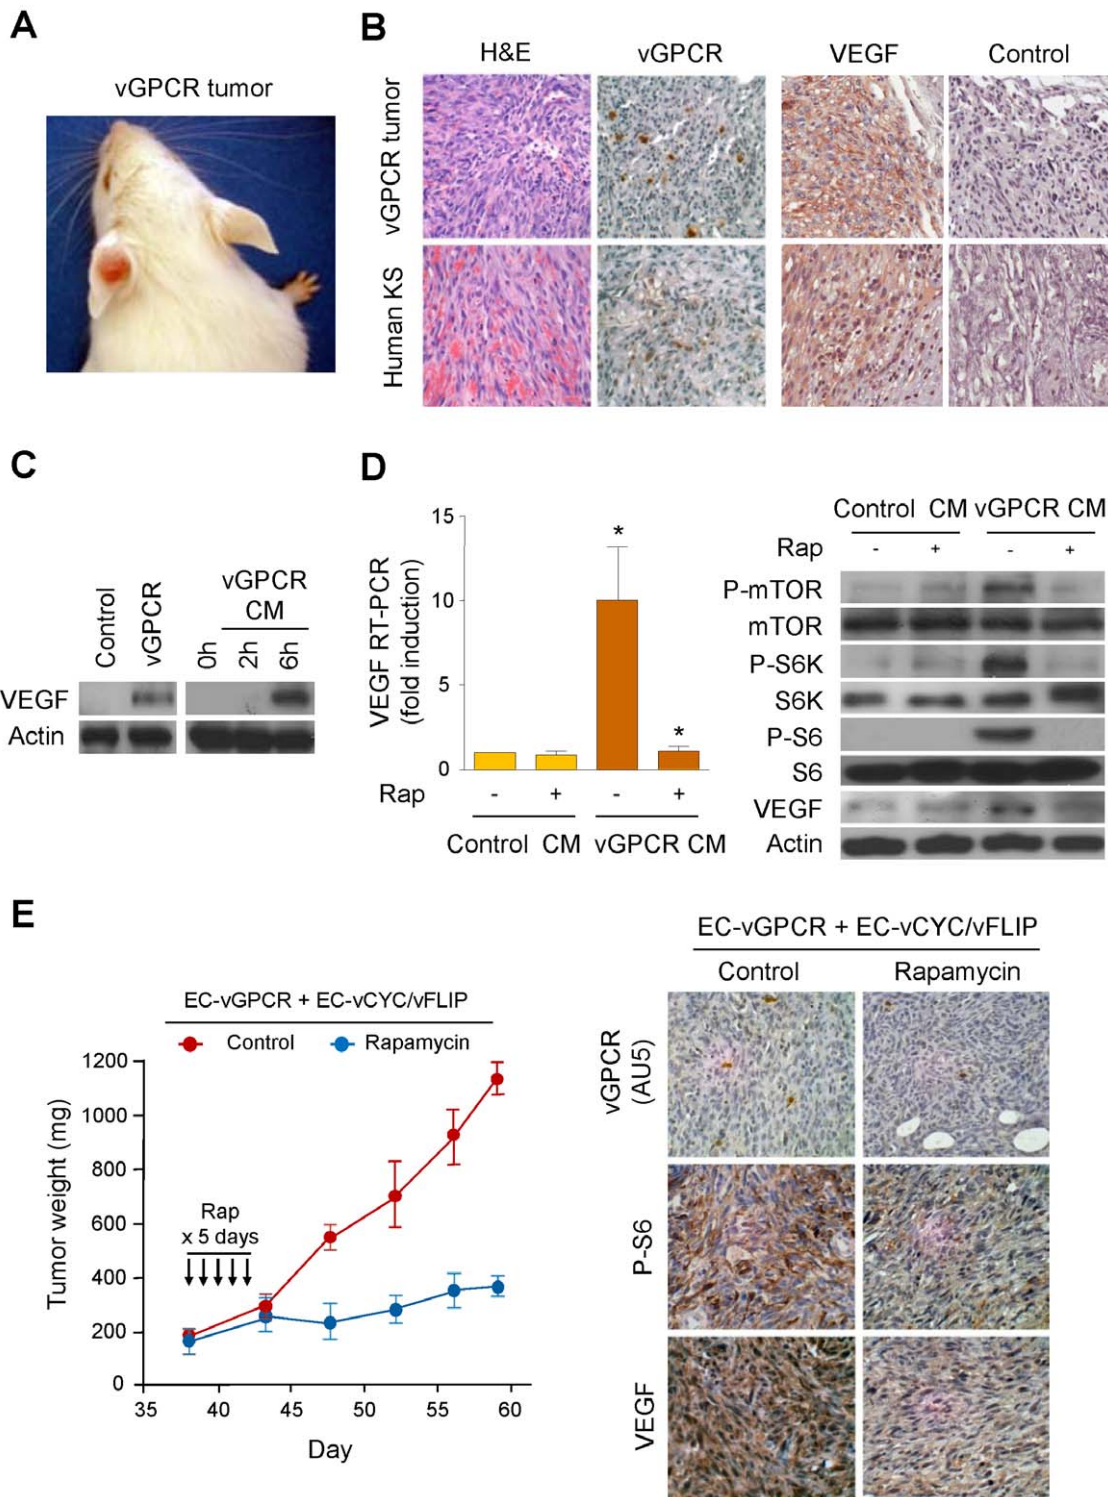 A
vGPCR tumor
B
H&E
vGPCR
VEGF
Control
vGPCR tumor
Human KS
C
Control
vGPCR
vGPCR
CM
0h
2h
6h
VEGF
Actin
D
VEGF RT-PCR
(fold induction)
15
10
5
0
*
*
Rap - + - +
Control CM vGPCR CM
Control CM vGPCR CM
Rap - + - +
P-mTOR
mTOR
P-S6K
S6K
P-S6
S6
VEGF
Actin
E
EC-vGPCR + EC-vCYC/vFLIP
Control Rapamycin
Tumor weight (mg)
1200
1000
800
600
400
200
0
Rap
x 5 days
35 40 45 50 55 60
Day
EC-vGPCR + EC-vCYC/vFLIP
Control Rapamycin
vGPCR
(AU5)
P-S6
VEGF